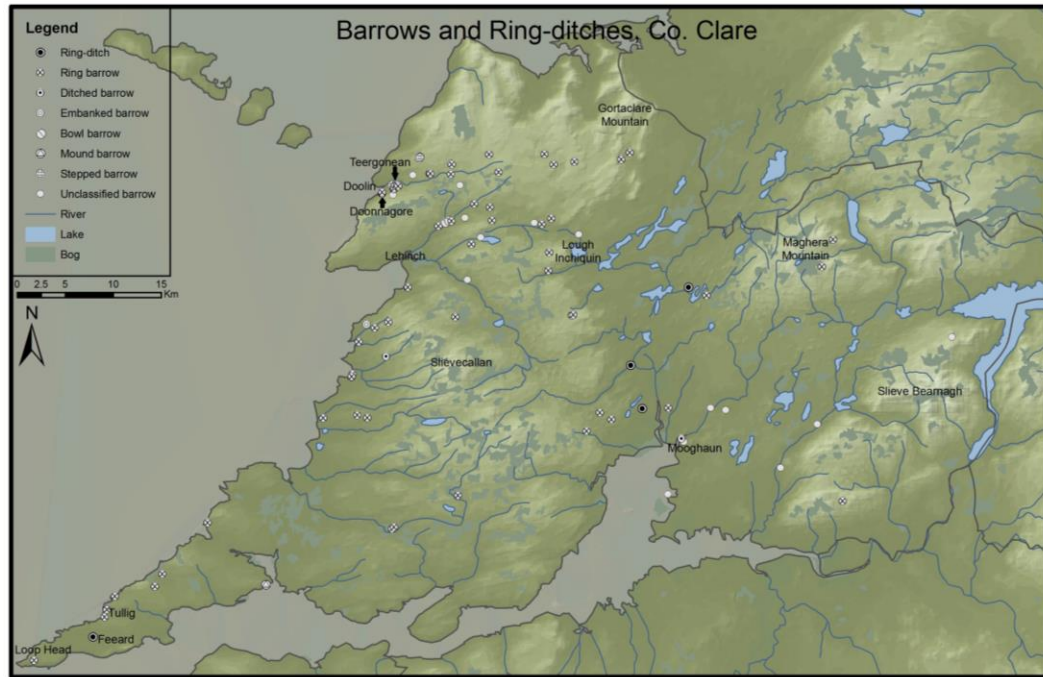 Barrows and Ring-ditches, Co. Clare
Legend
Ring-ditch
Ring barrow
Ditched barrow
Embanked barrow
Bowl barrow
Mound barrow
Stepped barrow
Unclassified barrow
River
Lake
Bog
0 2.5 5 10 15
Km
N
Gortaclare
Mountain
Teergonean
Doolin
Doonnagore
Lehinch
Lough
Inchiquin
Maghera
Mountain
Slievecallan
Slieve Bearnagh
Mooghaun
Tullig
Feeard
Loop Head